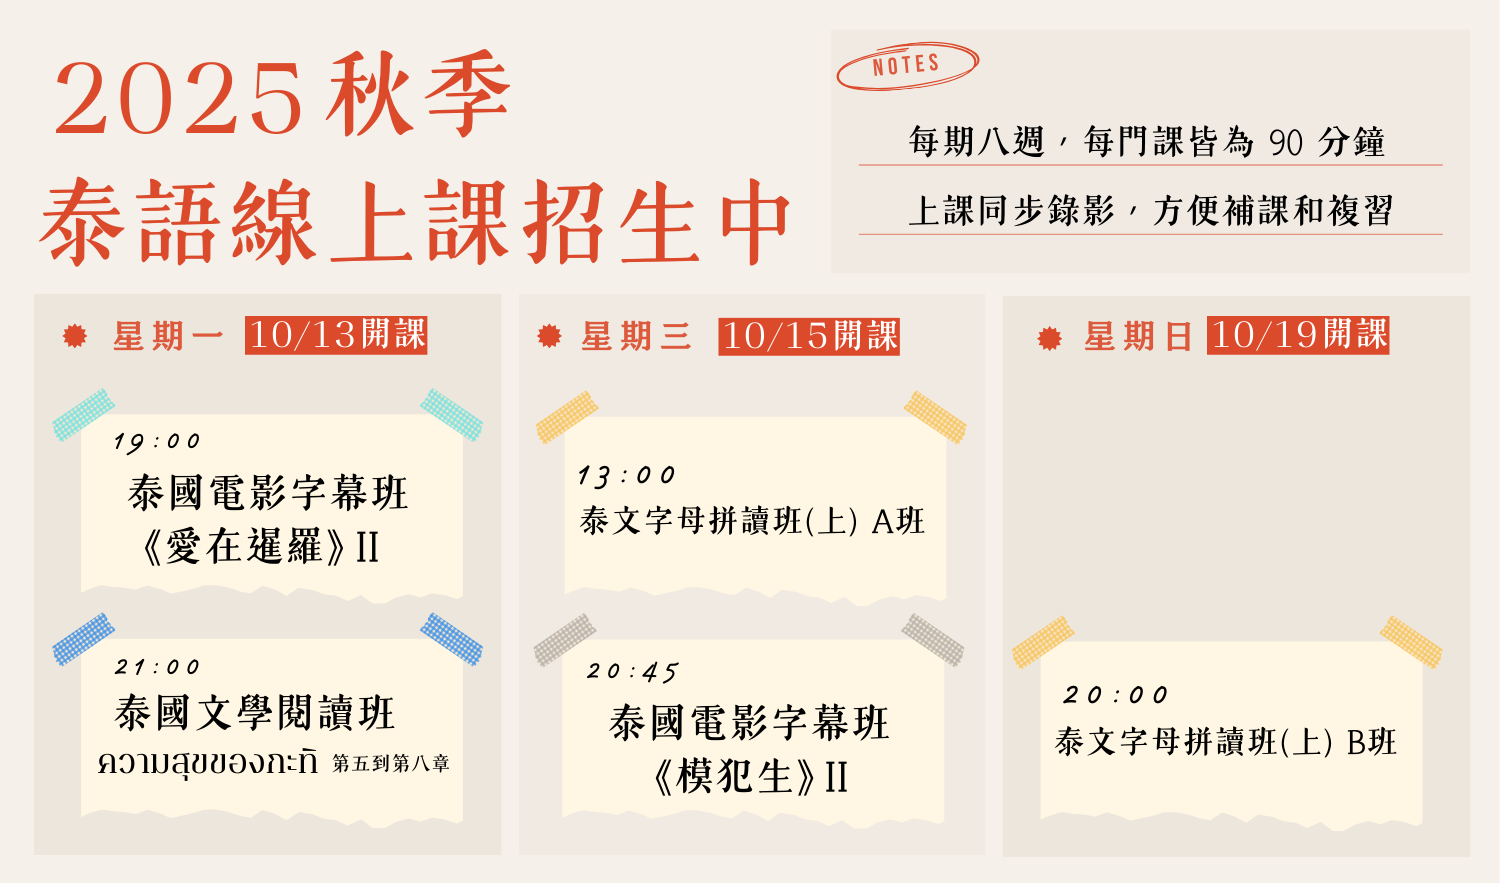 2025秋季
泰語線上課招生中
NOTES
每期八週，每門課皆為 90 分鐘
上課同步錄影，方便補課和複習
星期一 10/13開課
19:00
泰國電影字幕班
《愛在暹羅》II
21:00
泰國文學閱讀班
ความสุขของกะทิ 第五到第八章
星期三 10/15開課
13:00
泰文字母拼讀班(上) A班
20:45
泰國電影字幕班
《模犯生》II
星期日 10/19開課
20:00
泰文字母拼讀班(上) B班